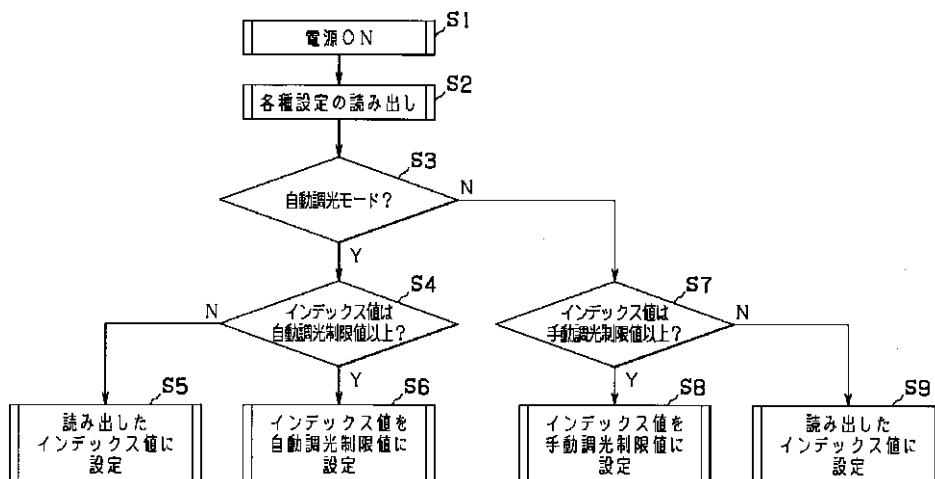 電源ON
S1
各種設定の読み出し
S2
自動調光モード？
S3
N
Y
インデックス値は
自動調光制限値以上？
S4
N
Y
インデックス値は
手動調光制限値以上？
S7
N
Y
読み出した
インデックス値に
設定
S5
インデックス値を
自動調光制限値に
設定
S6
インデックス値を
手動調光制限値に
設定
S8
読み出した
インデックス値に
設定
S9